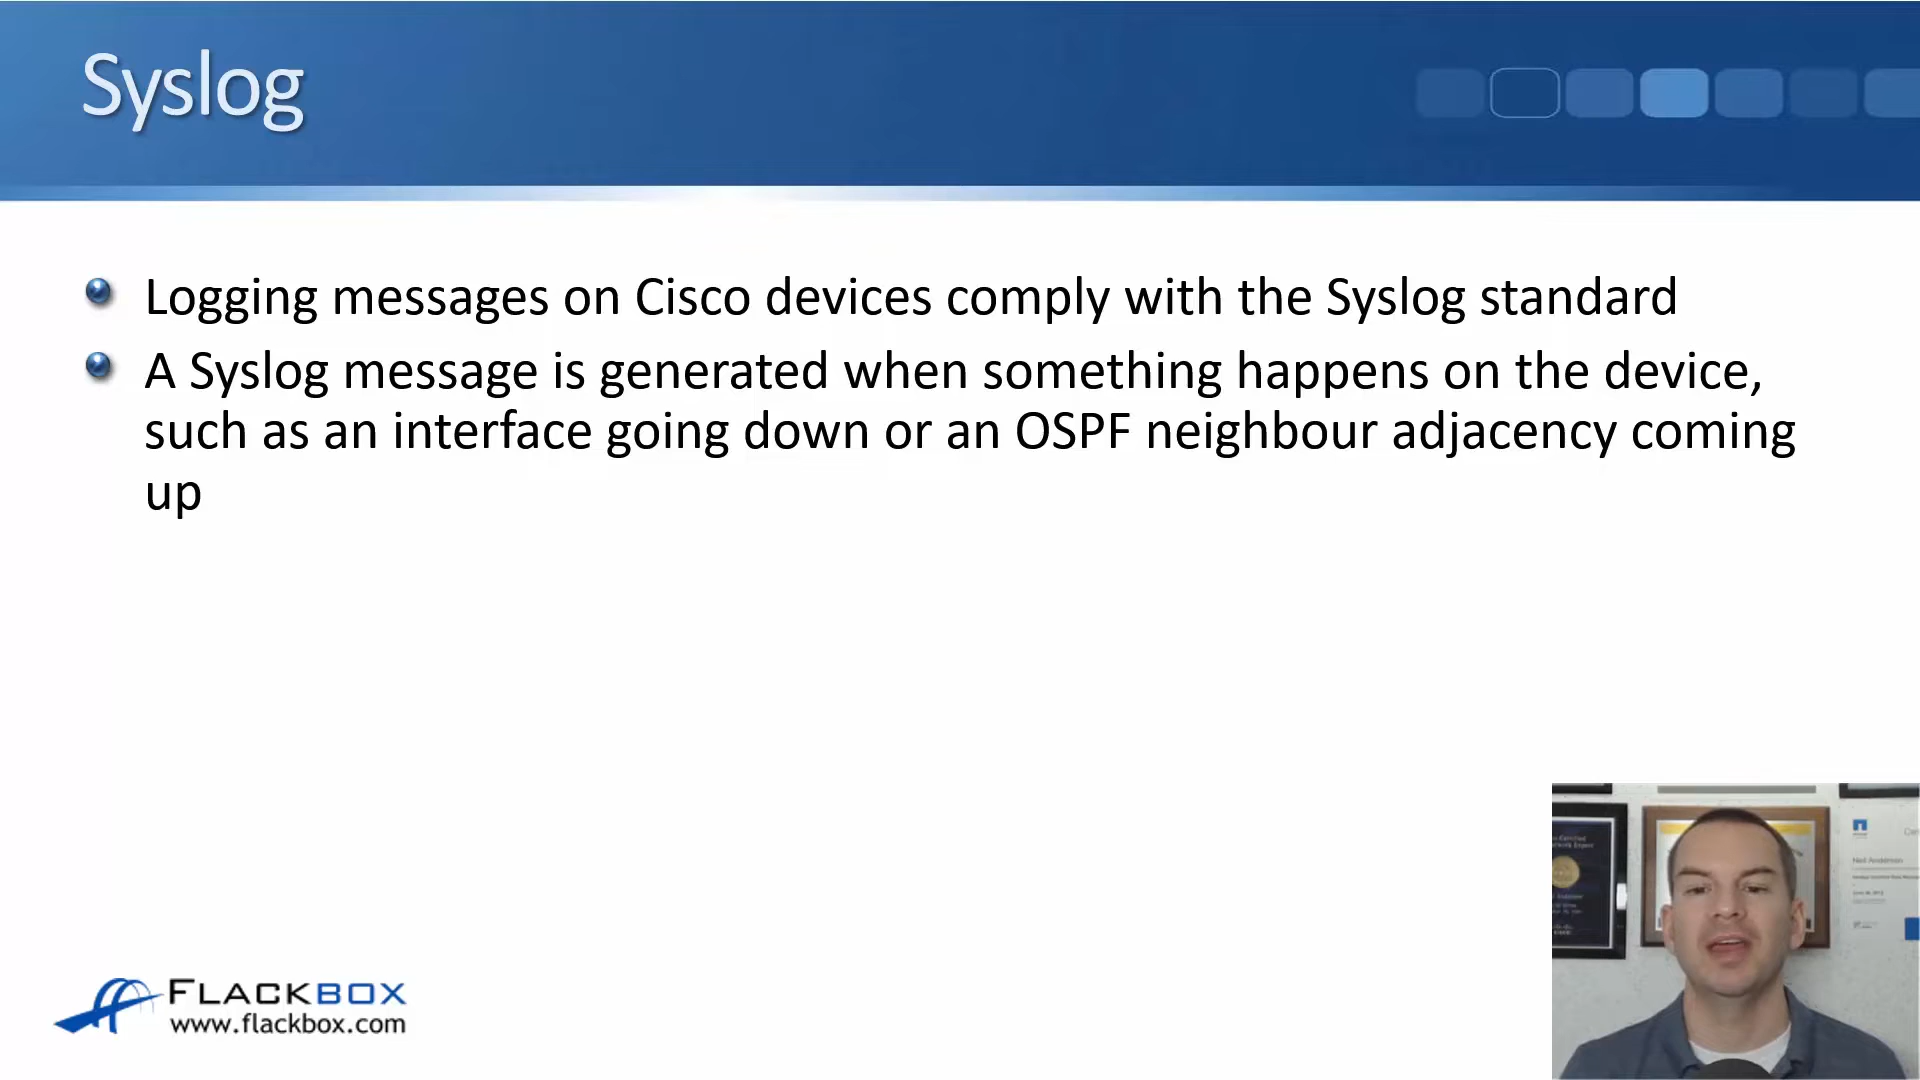 Syslog
Logging messages on Cisco devices comply with the Syslog standard
A Syslog message is generated when something happens on the device,
such as an interface going down or an OSPF neighbour adjacency coming
up
FLACKBOX
www.flackbox.com
Neil Anderson